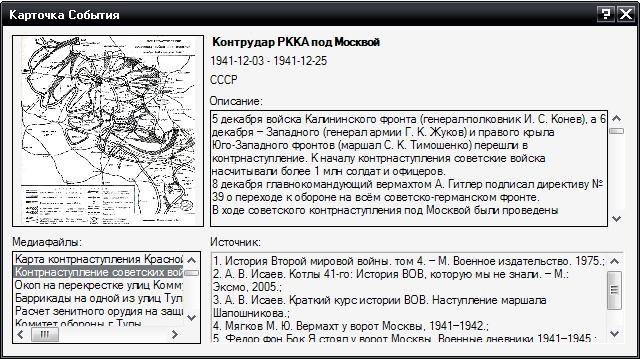 Карточка События
Контрудар РККА под Москвой
1941-12-03 - 1941-12-25
СССР
Описание:
5 декабря войска Калининского фронта (генерал-полковник И. С. Конев), а 6
декабря – Западного (генерал армии Г. К. Жуков) и правого крыла
Юго-Западного фронтов (маршал С. К. Тимошенко) перешли в
контрнаступление. К началу контрнаступления советские войска
насчитывали более 1 млн солдат и офицеров.
8 декабря главнокомандующий вермахтом А. Гитлер подписал директиву №
39 о переходе к обороне на всём советско-германском фронте.
В ходе советского контрнаступления под Москвой были проведены
Медиафайлы:
Карта контрнаступления Красной
Контрнаступление советских вой
Окоп на перекрестке улиц Комму
Баррикады на одной из улиц Тул
Расчет зенитного орудия на защи
Комитет обороны г. Тулы
Источник:
1. История Второй мировой войны. том 4. – М. Военное издательство. 1975.;
2. А. В. Исаев. Котлы 41-го: История ВОВ, которую мы не знали. – М.:
Эксмо, 2005.;
3. А. В. Исаев. Краткий курс истории ВОВ. Наступление маршала
Шапошникова.;
4. Мягков М. Ю. Вермахт у ворот Москвы, 1941–1942.;
5. Федор фон Бок Я стоял у ворот Москвы. Военные дневники 1941–1945.;